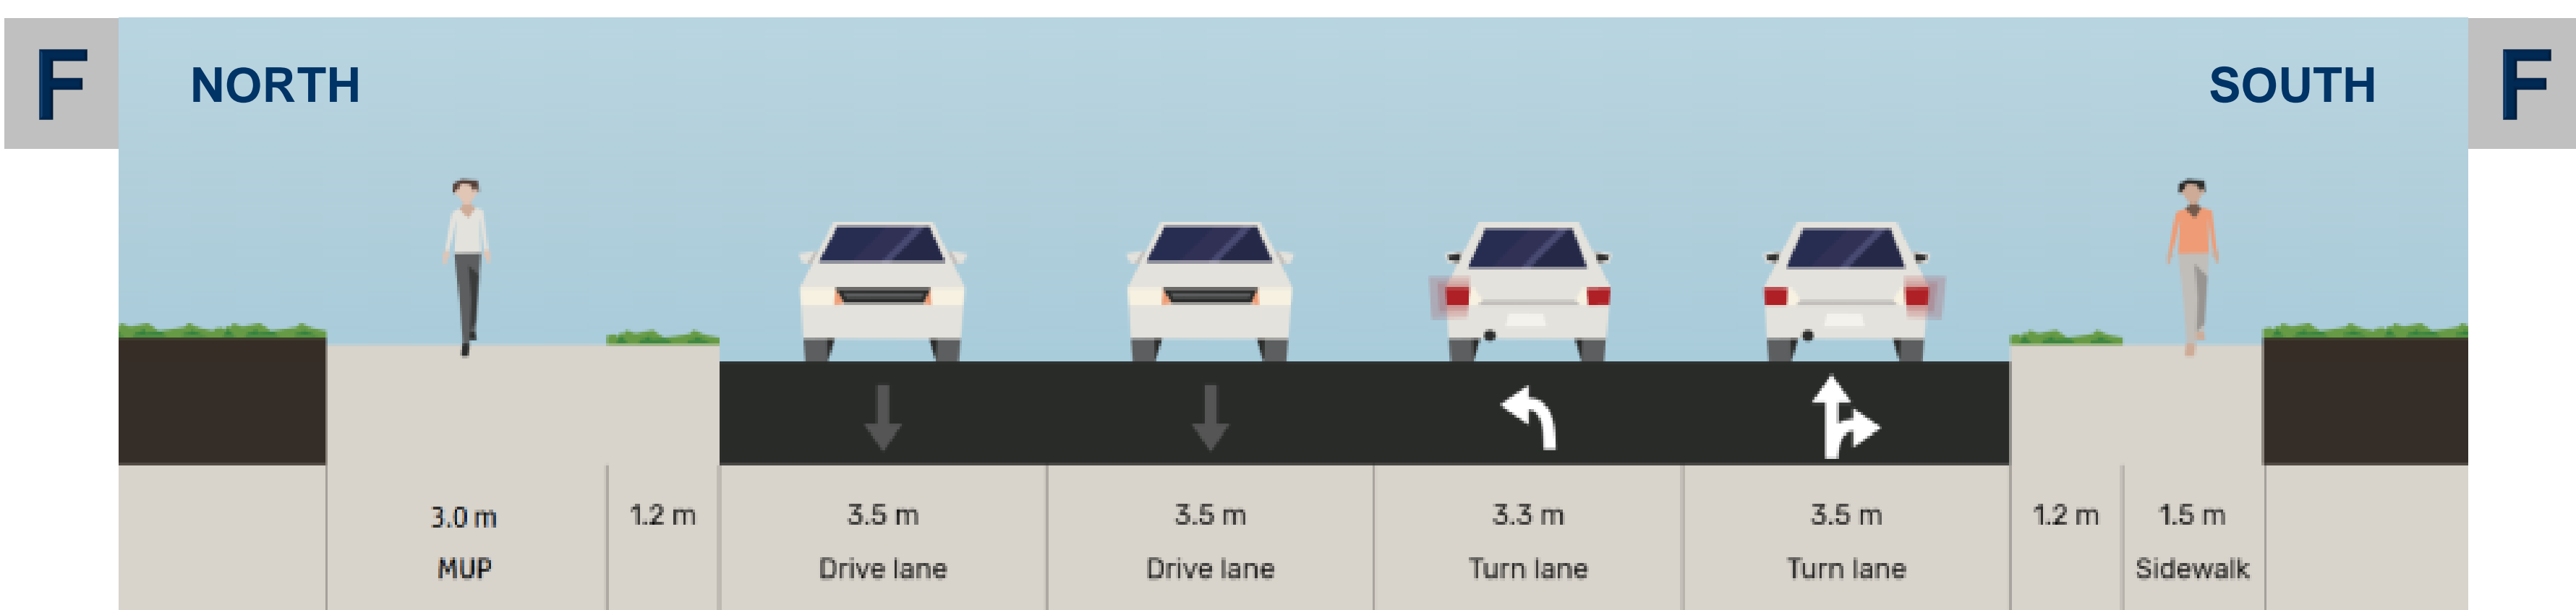 F NORTH SOUTH F
3.0 m 1.2 m 3.5 m 3.5 m 3.3 m 3.5 m 1.2 m 1.5 m
MUP Drive lane Drive lane Turn lane Turn lane Sidewalk